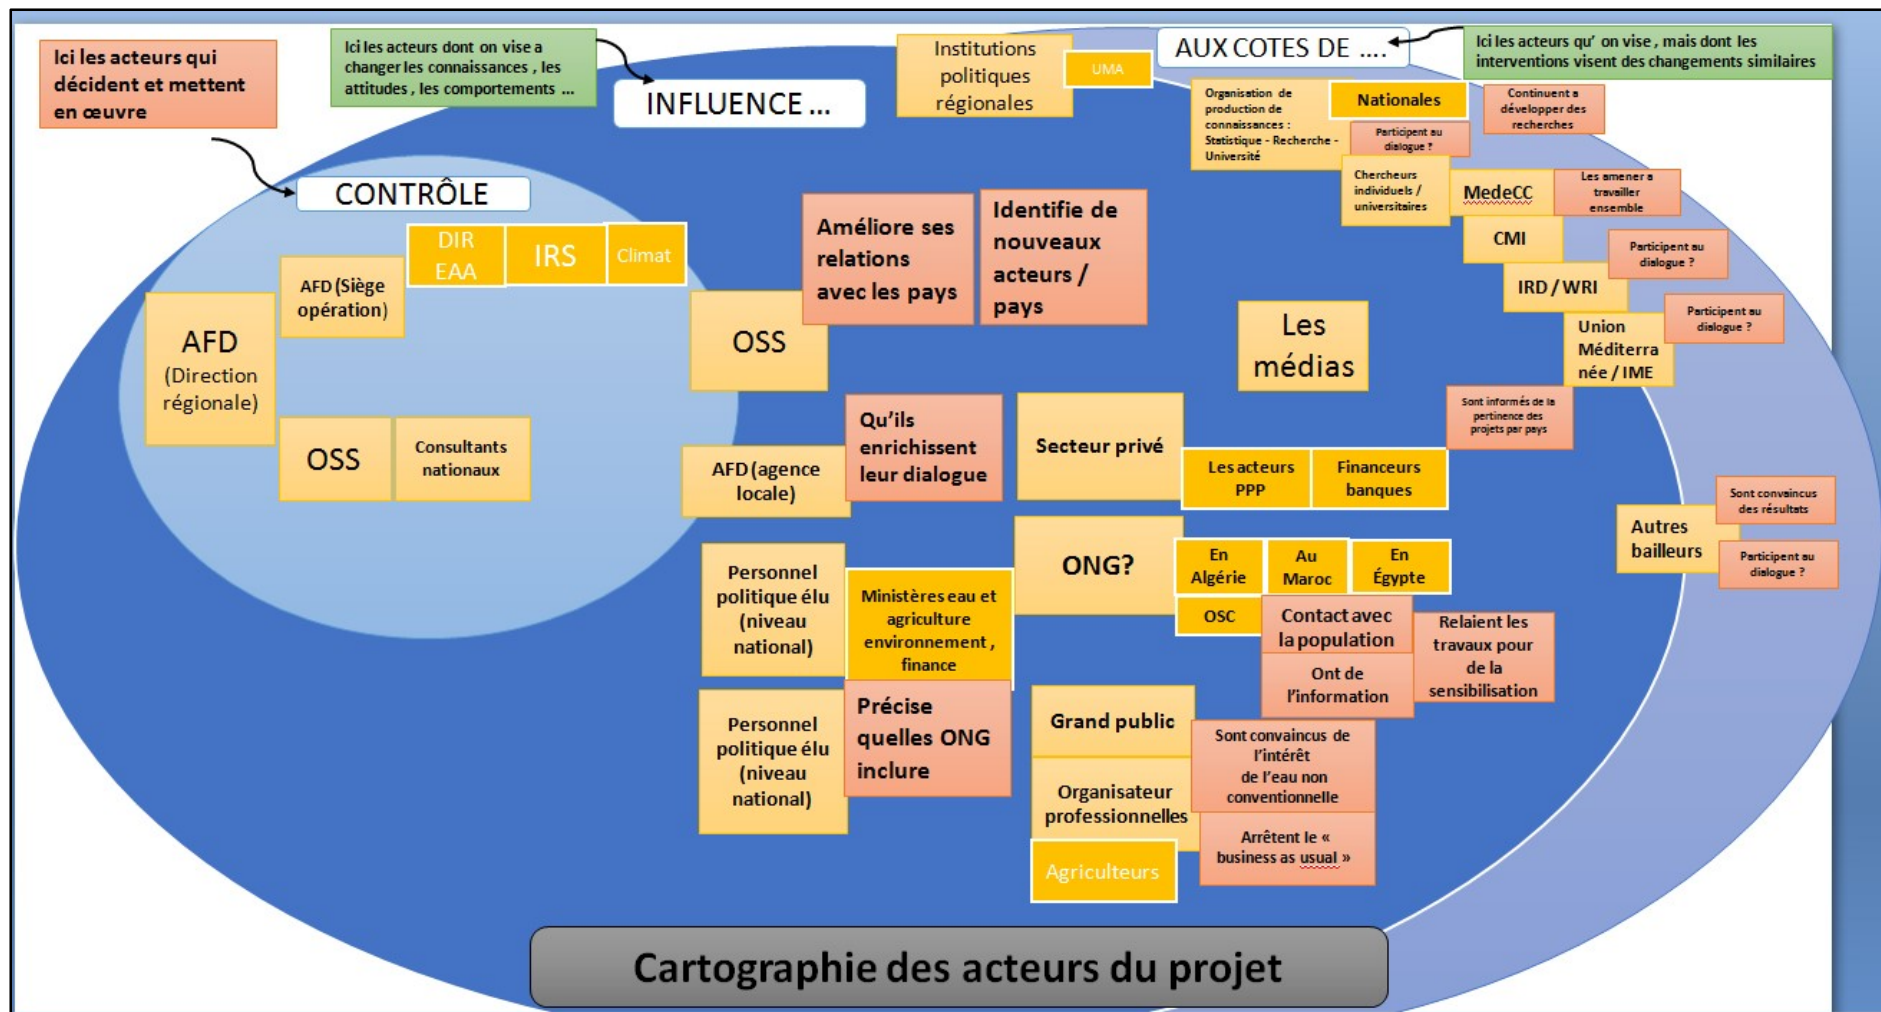 Ici les acteurs qui
décident et mettent
en œuvre
Ici les acteurs dont on vise a
changer les connaissances , les
attitudes , les comportements ...
INFLUENCE ...
Institutions
politiques
régionales
UMA
AUX COTES DE ....
Ici les acteurs qu' on vise , mais dont les
interventions visent des changements similaires
Organisation de
production de
connaissances :
Statistique - Recherche -
Université
Nationales
Continuent a
développer des
recherches
Participent au
dialogue ?
Chercheurs
individuels /
universitaires
MedeCC
Les amener a
travailler
ensemble
CMI
Participent au
dialogue ?
IRD / WRI
Participent au
dialogue ?
Union
Méditerra
née / IME
CONTRÔLE
DIR
EAA
IRS
Climat
AFD (Siège
opération)
AFD
(Direction
régionale)
OSS
Consultants
nationaux
OSS
Améliore ses
relations
avec les pays
Identifie de
nouveaux
acteurs /
pays
Les
médias
AFD (agence
locale)
Qu'ils
enrichissent
leur dialogue
Secteur privé
Les acteurs
PPP
Financeurs
banques
Sont informés de la
pertinence des
projets par pays
Autres
bailleurs
Sont convaincus
des résultats
Participent au
dialogue ?
Personnel
politique élu
(niveau
national)
Ministères eau et
agriculture
environnement ,
finance
ONG?
En
Algérie
Au
Maroc
En
Égypte
OSC
Contact avec
la population
Ont de
l'information
Relaient les
travaux pour
de la
sensibilisation
Personnel
politique élu
(niveau
national)
Précise
quelles ONG
inclure
Grand public
Sont convaincus de
l'intérêt
de l'eau non
conventionnelle
Organisateur
professionnelles
Arrêtent le «
business as usual »
Agriculteurs
Cartographie des acteurs du projet